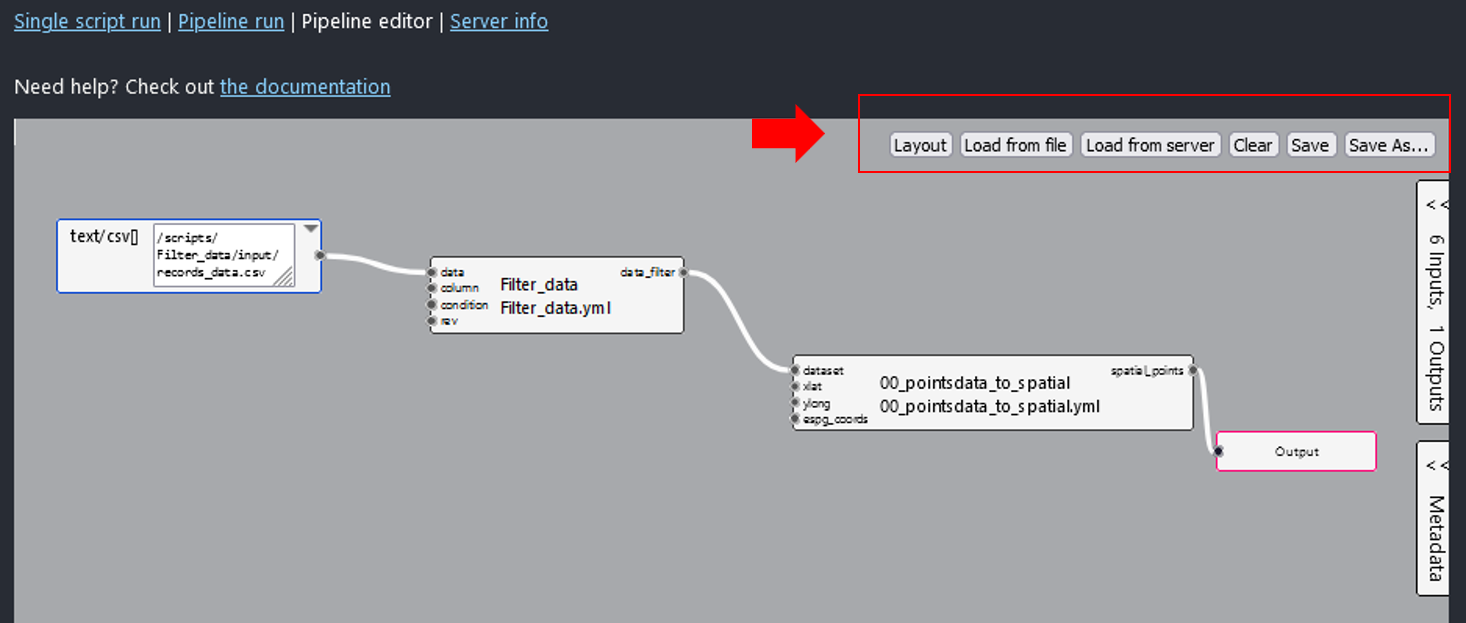 Single script run | Pipeline run | Pipeline editor | Server info
Need help? Check out the documentation
Layout Load from file Load from server Clear Save Save As...
text/csv[]
/scripts/
Filter_data/input/
records_data.csv
data
column
condition
rev
Filter_data
Filter_data.yml
data_filter
dataset
xlat
ylong
espg_coords
00_pointsdata_to_spatial
00_pointsdata_to_spatial.yml
spatial_points
Output
<< 6 Inputs, 1 Outputs
<< Metadata